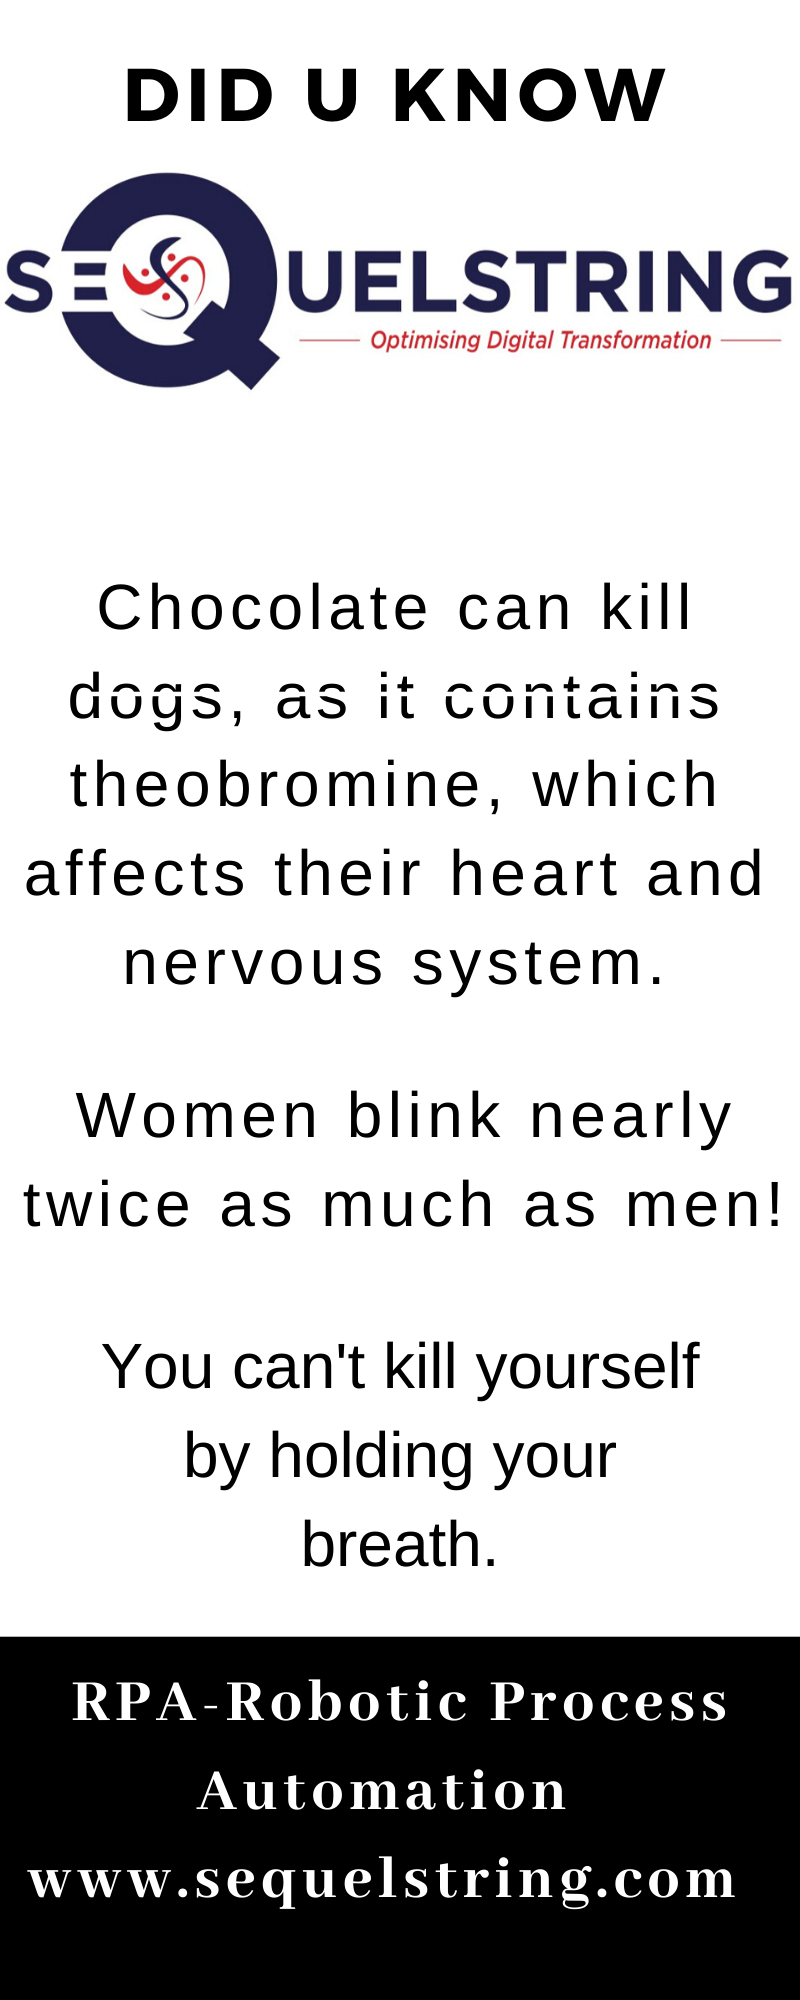 DID U KNOW
SEQUELSTRING
Optimising Digital Transformation
Chocolate can kill
dogs, as it contains
theobromine, which
affects their heart and
nervous system.
Women blink nearly
twice as much as men!
You can't kill yourself
by holding your
breath.
RPA-Robotic Process
Automation
www.sequelstring.com